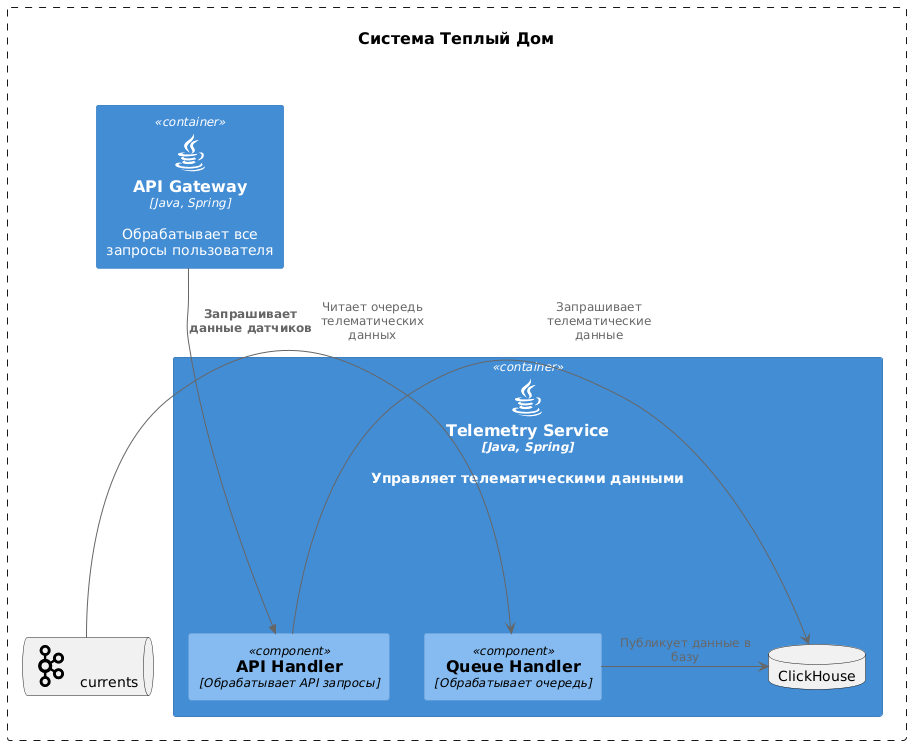 Система Теплый Дом
«container»
API Gateway
[Java, Spring]
Обрабатывает все
запросы пользователя
Запрашивает
данные датчиков
Читает очередь
телематических
данных
Запрашивает
телематические
данные
«container»
Telemetry Service
[Java, Spring]
Управляет телематическими данными
currents
«component»
API Handler
[Обрабатывает API запросы]
«component»
Queue Handler
[Обрабатывает очередь]
Публикует данные в
базу
ClickHouse